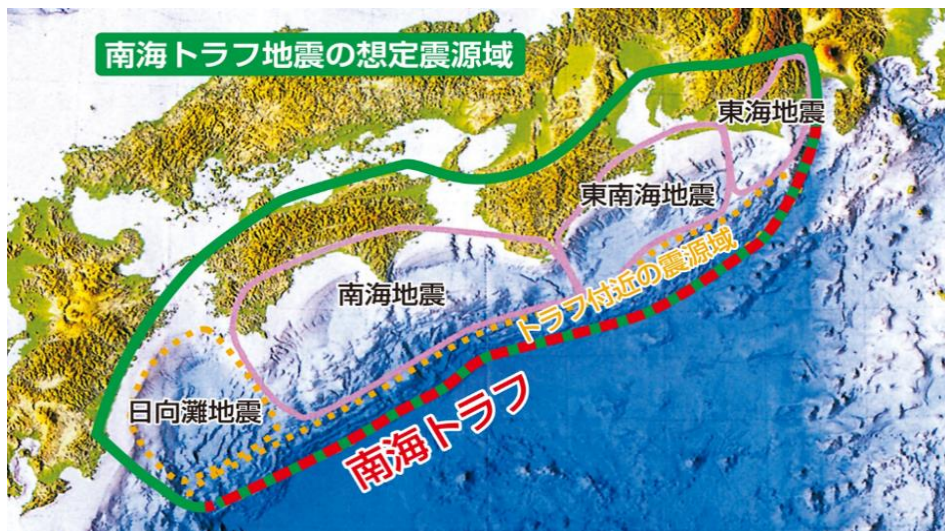 南海トラフ地震の想定震源域
東海地震
東南海地震
トラフ付近の震源域
南海地震
日向灘地震
南海トラフ